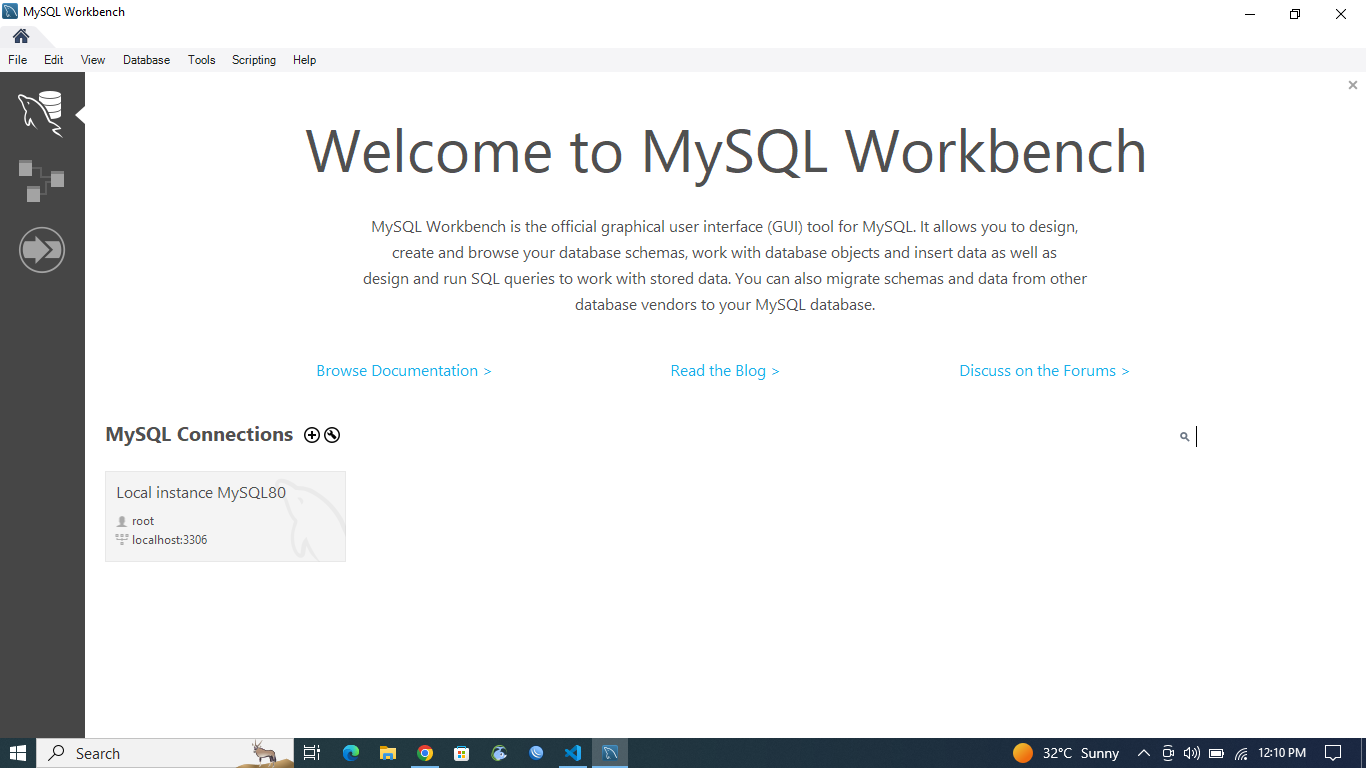 MySQL Workbench
File Edit View Database Tools Scripting Help
Welcome to MySQL Workbench
MySQL Workbench is the official graphical user interface (GUI) tool for MySQL. It allows you to design,
create and browse your database schemas, work with database objects and insert data as well as
design and run SQL queries to work with stored data. You can also migrate schemas and data from other
database vendors to your MySQL database.
Browse Documentation > Read the Blog > Discuss on the Forums >
MySQL Connections
Local instance MySQL80
root
localhost:3306
Search 32°C Sunny 12:10 PM